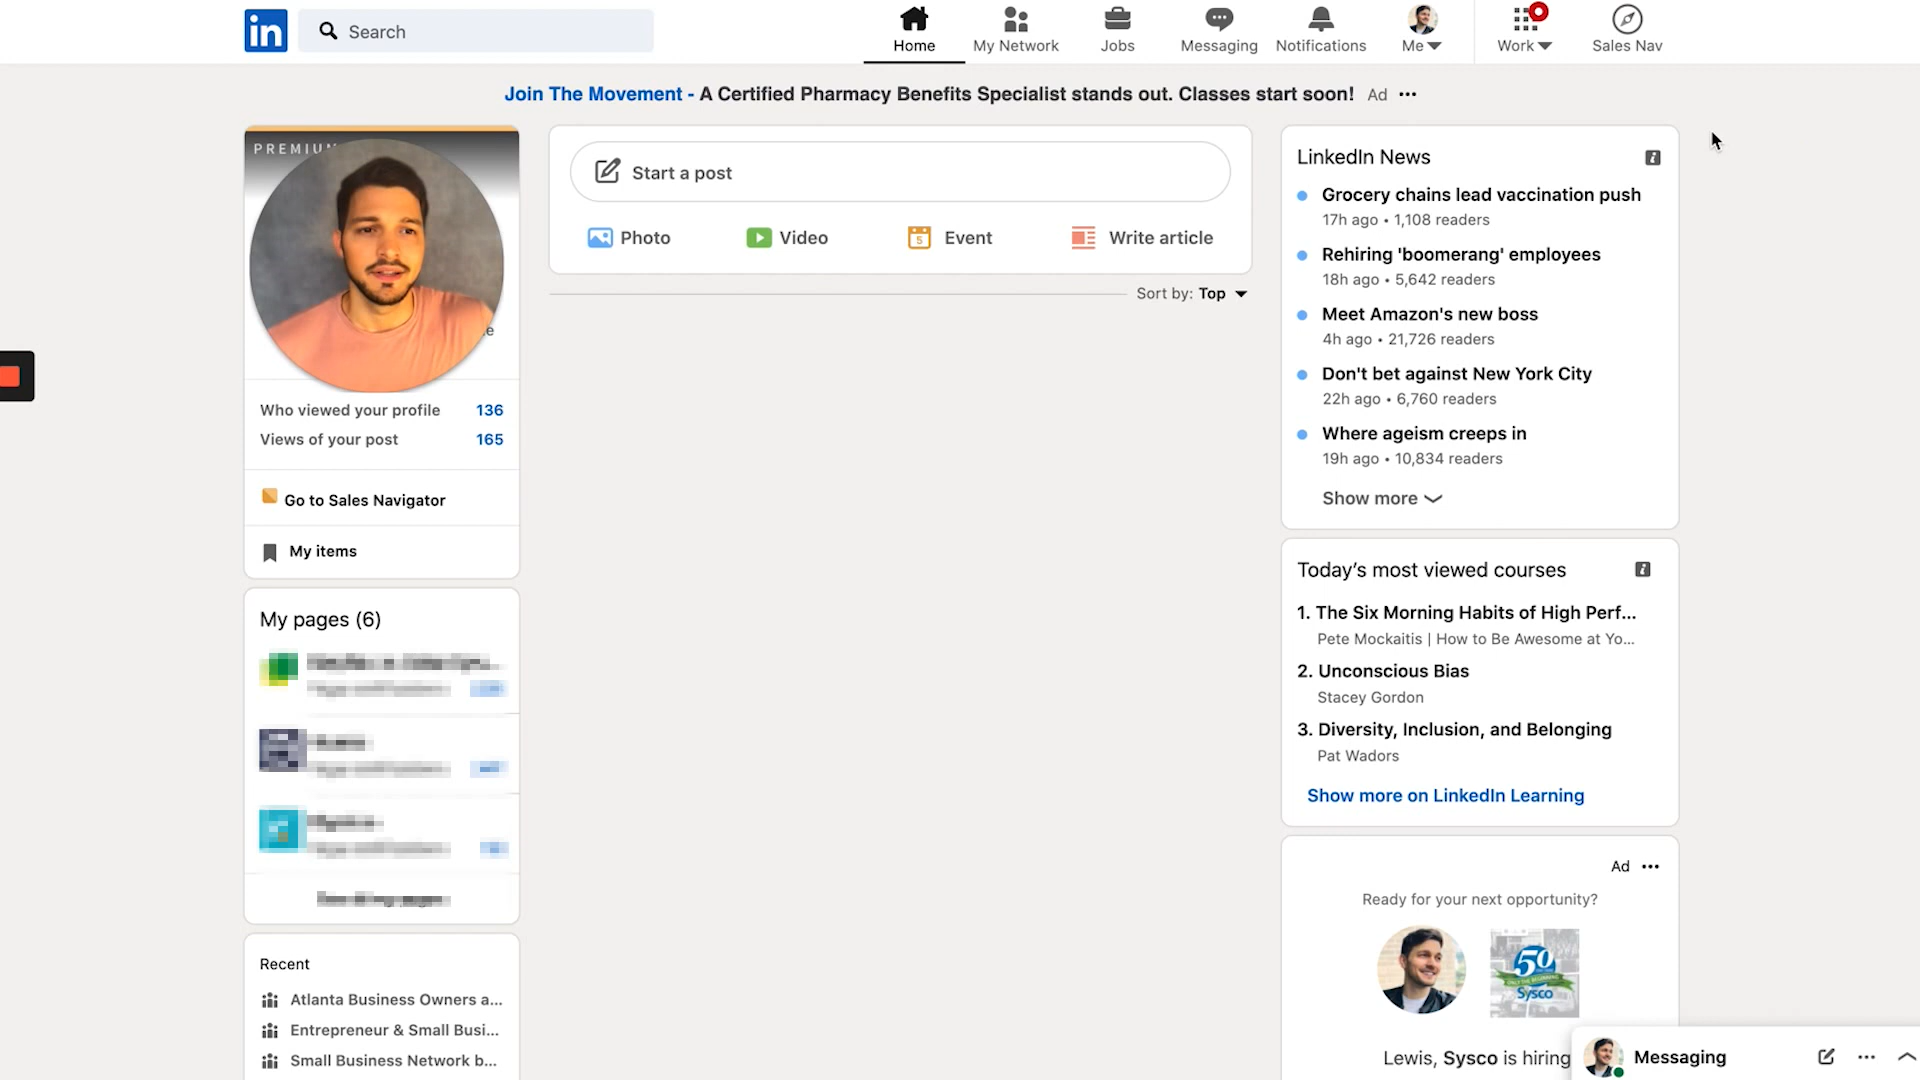 in
Search
Home
My Network
Jobs
Messaging
Notifications
Me
Work
Sales Nav
Join The Movement - A Certified Pharmacy Benefits Specialist stands out. Classes start soon! Ad
PREMIUM
e
Who viewed your profile 136
Views of your post 165
Go to Sales Navigator
My items
My pages (6)
Recent
Atlanta Business Owners a...
Entrepreneur & Small Busi...
Small Business Network b...
Start a post
Photo
Video
5 Event
Write article
Sort by: Top
LinkedIn News
Grocery chains lead vaccination push
17h ago • 1,108 readers
Rehiring 'boomerang' employees
18h ago • 5,642 readers
Meet Amazon's new boss
4h ago • 21,726 readers
Don't bet against New York City
22h ago • 6,760 readers
Where ageism creeps in
19h ago • 10,834 readers
Show more
Today's most viewed courses
1. The Six Morning Habits of High Perf...
Pete Mockaitis | How to Be Awesome at Yo...
2. Unconscious Bias
Stacey Gordon
3. Diversity, Inclusion, and Belonging
Pat Wadors
Show more on LinkedIn Learning
Ad
Ready for your next opportunity?
50
Sysco
Lewis, Sysco is hiring
Messaging